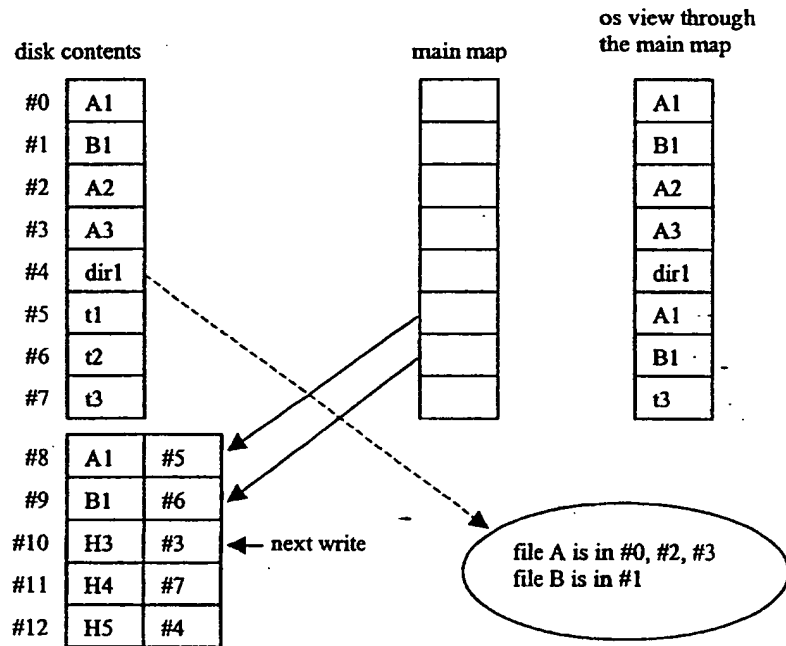 os view through
the main map
disk contents
main map
#0 A1 A1
#1 B1 B1
#2 A2 A2
#3 A3 A3
#4 dir1 dir1
#5 t1 A1
#6 t2 B1
#7 t3 t3
#8 A1 #5
#9 B1 #6
#10 H3 #3 next write
#11 H4 #7
#12 H5 #4
file A is in #0, #2, #3
file B is in #1